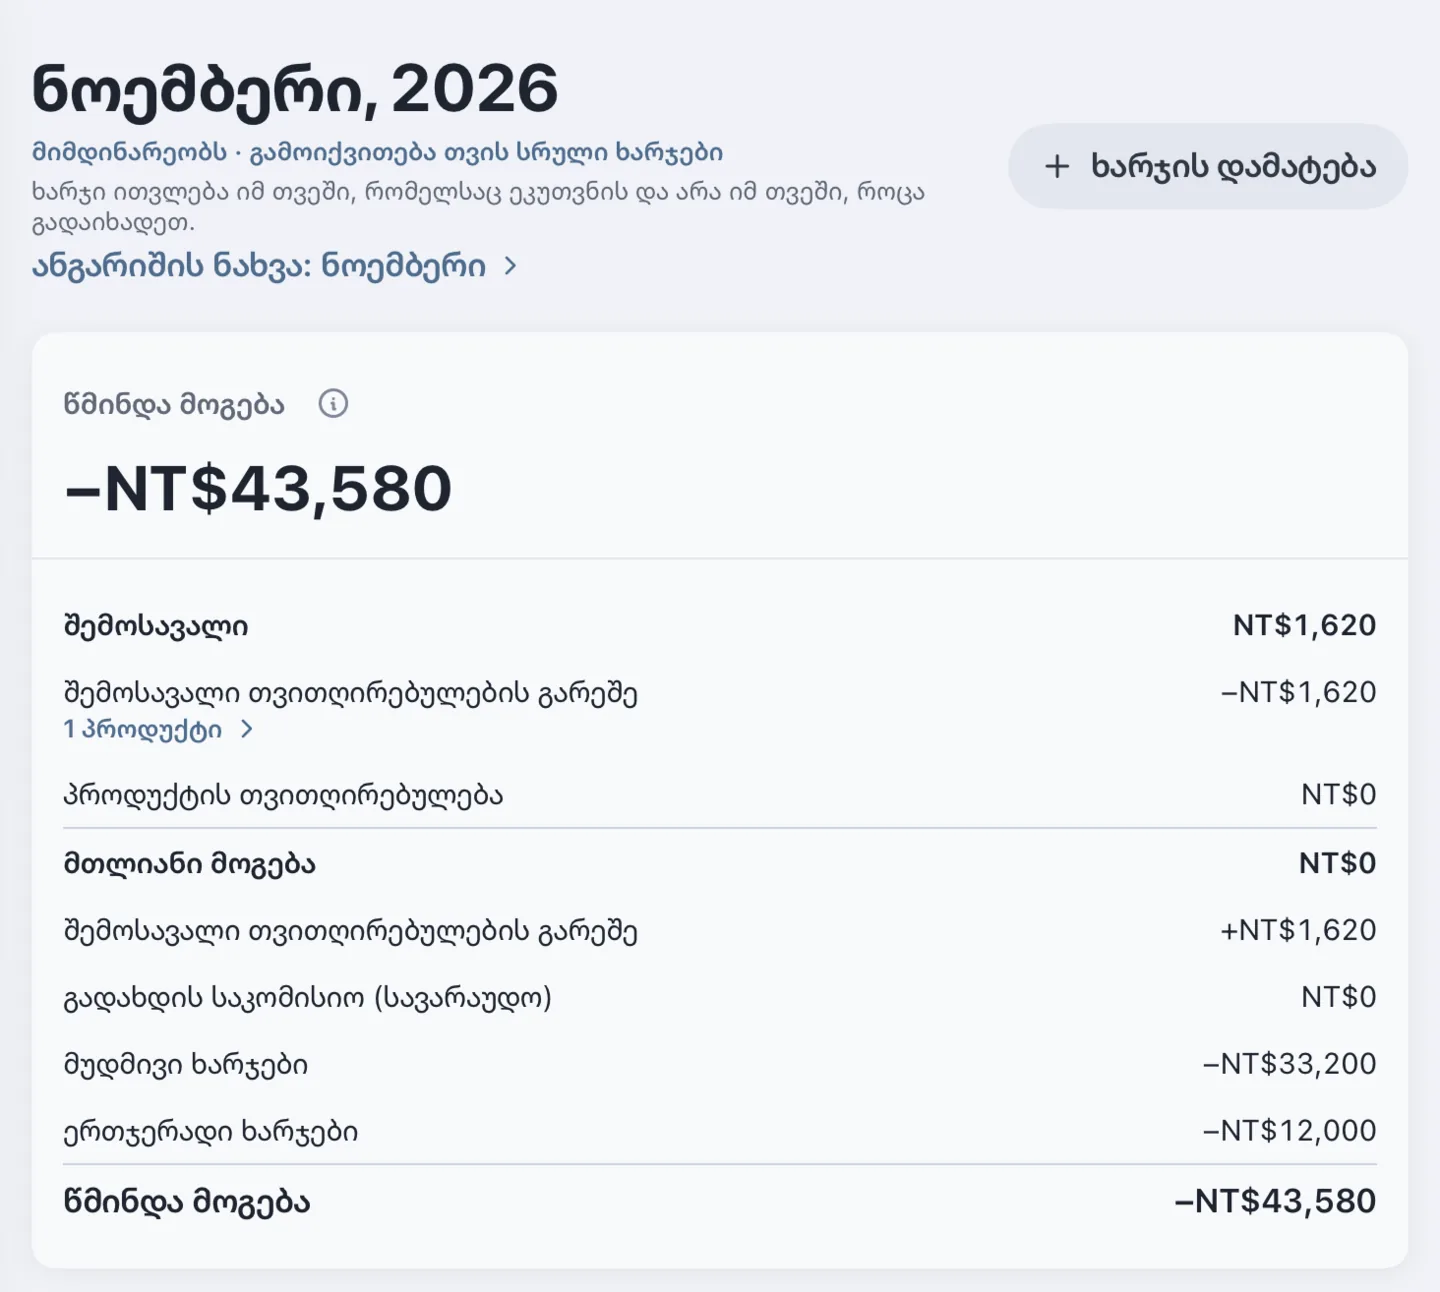 ნოემბერი, 2026
მიმდინარეობს · გამოიქვითება თვის სრული ხარჯები
ხარჯი ითვლება იმ თვეში, რომელსაც ეკუთვნის და არა იმ თვეში, როცა
გადაიხადეთ.
ანგარიშის ნახვა: ნოემბერი
+ ხარჯის დამატება
წმინდა მოგება
–NT$43,580
შემოსავალი NT$1,620
შემოსავალი თვითღირებულების გარეშე –NT$1,620
1 პროდუქტი
პროდუქტის თვითღირებულება NT$0
მთლიანი მოგება NT$0
შემოსავალი თვითღირებულების გარეშე +NT$1,620
გადახდის საკომისიო (სავარაუდო) NT$0
მუდმივი ხარჯები –NT$33,200
ერთჯერადი ხარჯები –NT$12,000
წმინდა მოგება –NT$43,580